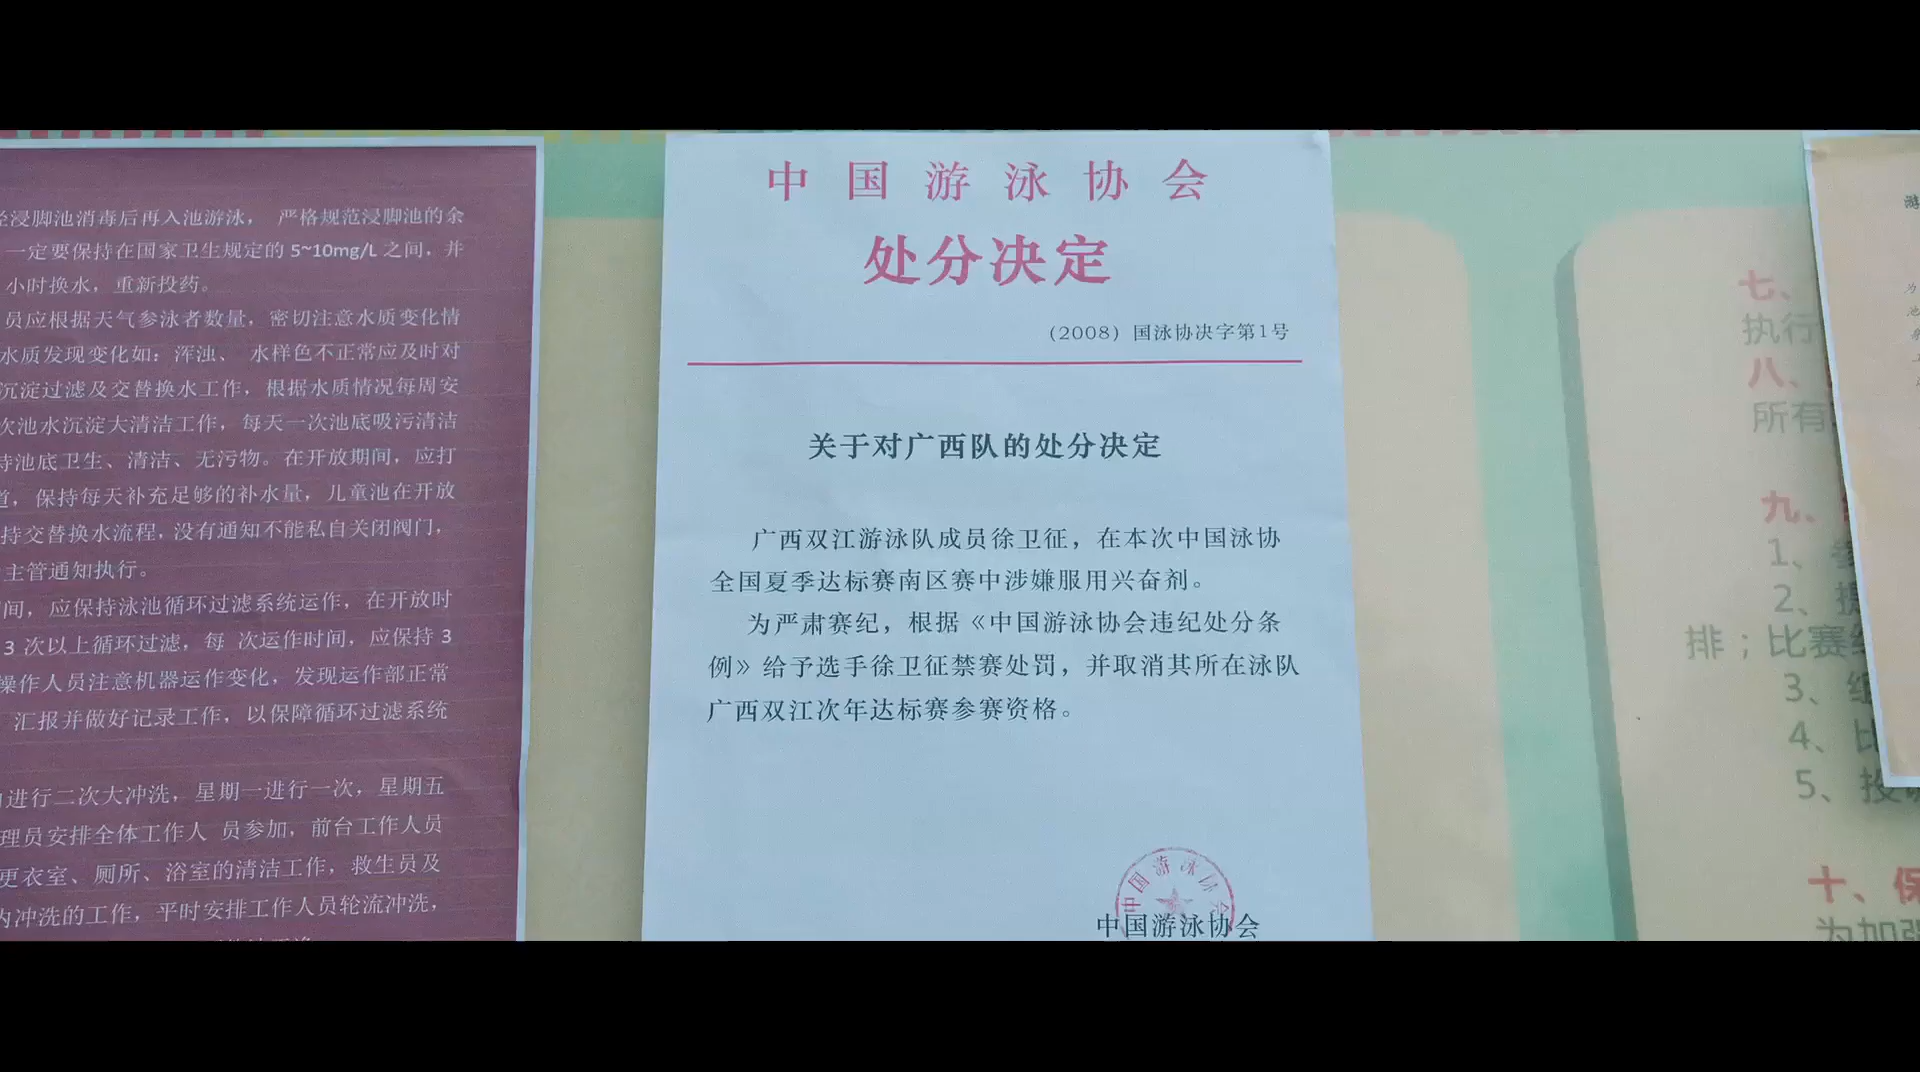 浸脚池消毒后再入池游泳， 严格规范浸脚池的余
一定要保持在国家卫生规定的 5~10mg/L 之间，并
小时换水，重新投药。
员应根据天气参泳者数量，密切注意水质变化情
水质发现变化如：浑浊、 水样色不正常应及时对
沉淀过滤及交替换水工作，根据水质情况每周安
次池水沉淀大清洁工作，每天一次池底吸污清洁
持池底卫生、清洁、无污物。在开放期间，应打
道，保持每天补充足够的补水量，儿童池在开放
持交替换水流程，没有通知不能私自关闭阀门，
主管通知执行。
间，应保持泳池循环过滤系统运作，在开放时
3 次以上循环过滤，每 次运作时间，应保持 3
操作人员注意机器运作变化，发现运作部正常
汇报并做好记录工作，以保障循环过滤系统
进行二次大冲洗，星期一进行一次，星期五
理员安排全体工作人 员参加，前台工作人员
更衣室、厕所、浴室的清洁工作，救生员及
内冲洗的工作，平时安排工作人员轮流冲洗，
中国游泳协会
处分决定
（2008）国泳协决字第1号
关于对广西队的处分决定
广西双江游泳队成员徐卫征，在本次中国泳协
全国夏季达标赛南区赛中涉嫌服用兴奋剂。
为严肃赛纪，根据《中国游泳协会违纪处分条
例》给予选手徐卫征禁赛处罚，并取消其所在泳队
广西双江次年达标赛参赛资格。
中国游泳协会
中国游泳协会
七、
执行
八、
所有
九、
1、
2、
排；比赛
3、
4、比
5、投
十、保
为加强
游
为
池